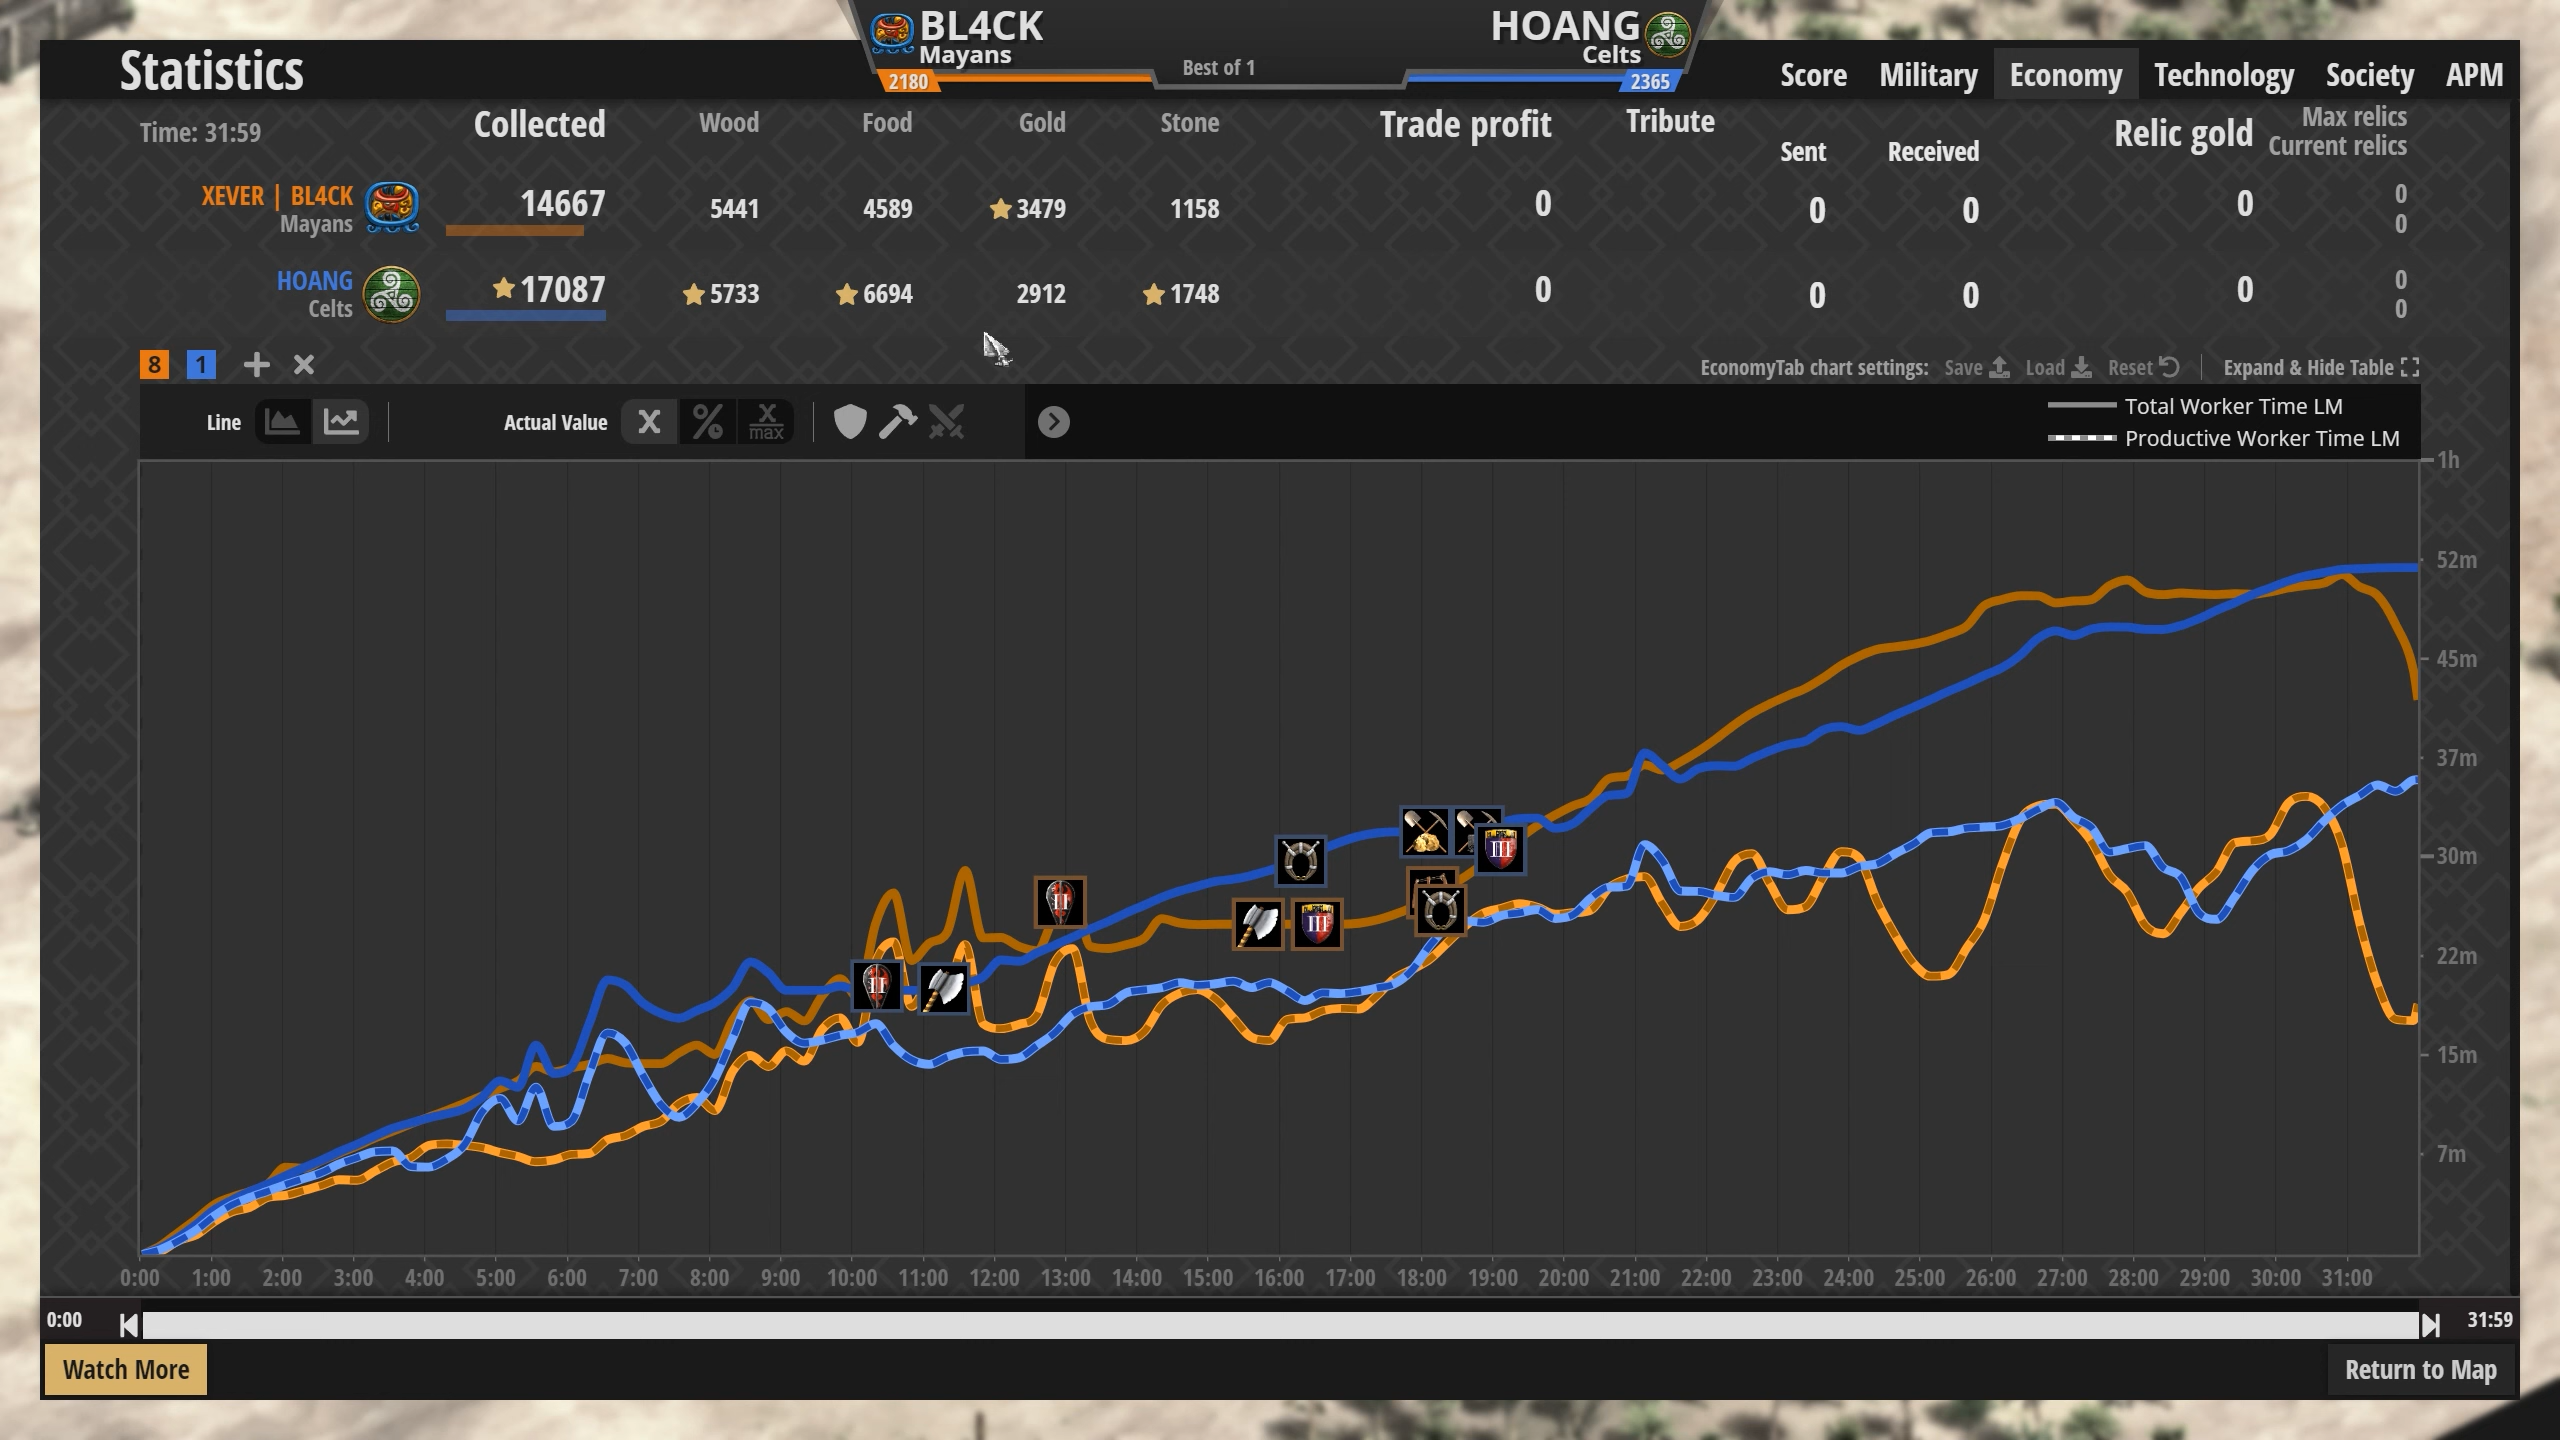 BL4CK
Mayans
2180
Best of 1
HOANG
Celts
2365
Statistics
Score Military Economy Technology Society APM
Time: 31:59
Collected Wood Food Gold Stone Trade profit Tribute Sent Received Relic gold Max relics
Current relics
XEVER | BL4CK
Mayans
14667 5441 4589 3479 1158 0 0 0 0 0
0
HOANG
Celts
17087 5733 6694 2912 1748 0 0 0 0 0
0
8 1
EconomyTab chart settings: Save Load Reset Expand & Hide Table
Line Actual Value X % X
max
Total Worker Time LM
Productive Worker Time LM
1h
52m
45m
37m
30m
22m
15m
7m
II
II
III
III
0:00 1:00 2:00 3:00 4:00 5:00 6:00 7:00 8:00 9:00 10:00 11:00 12:00 13:00 14:00 15:00 16:00 17:00 18:00 19:00 20:00 21:00 22:00 23:00 24:00 25:00 26:00 27:00 28:00 29:00 30:00 31:00
0:00 31:59
Watch More Return to Map